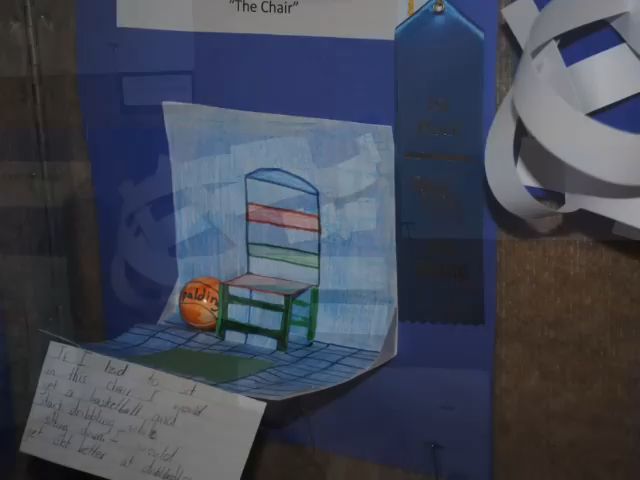 "The Chair"
paldin
If I had to sit
in this chair I would
get a basketball and
start dribbling while
sitting down. I would
get alot better at dribbling